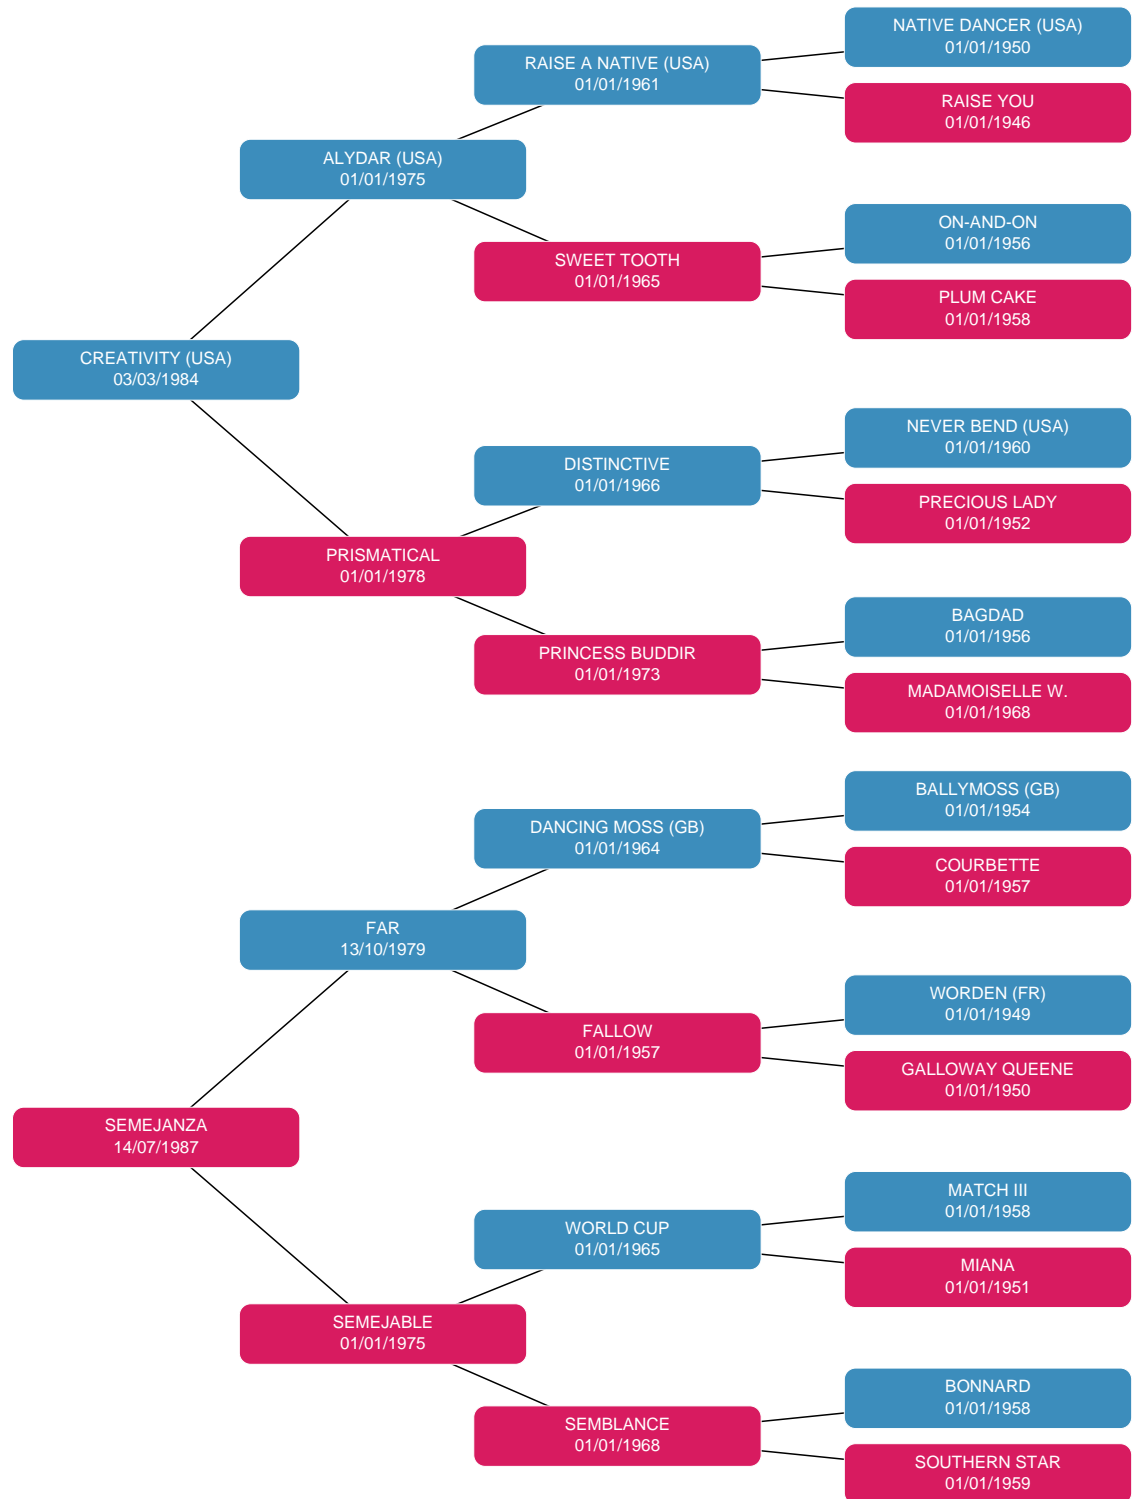 NATIVE DANCER (USA)
01/01/1950
RAISE A NATIVE (USA)
01/01/1961
RAISE YOU
01/01/1946
ALYDAR (USA)
01/01/1975
ON-AND-ON
01/01/1956
SWEET TOOTH
01/01/1965
PLUM CAKE
01/01/1958
CREATIVITY (USA)
03/03/1984
NEVER BEND (USA)
01/01/1960
DISTINCTIVE
01/01/1966
PRECIOUS LADY
01/01/1952
PRISMATICAL
01/01/1978
BAGDAD
01/01/1956
PRINCESS BUDDIR
01/01/1973
MADAMOISELLE W.
01/01/1968
BALLYMOSS (GB)
01/01/1954
DANCING MOSS (GB)
01/01/1964
COURBETTE
01/01/1957
FAR
13/10/1979
WORDEN (FR)
01/01/1949
FALLOW
01/01/1957
GALLOWAY QUEENE
01/01/1950
SEMEJANZA
14/07/1987
MATCH III
01/01/1958
WORLD CUP
01/01/1965
MIANA
01/01/1951
SEMEJABLE
01/01/1975
BONNARD
01/01/1958
SEMBLANCE
01/01/1968
SOUTHERN STAR
01/01/1959